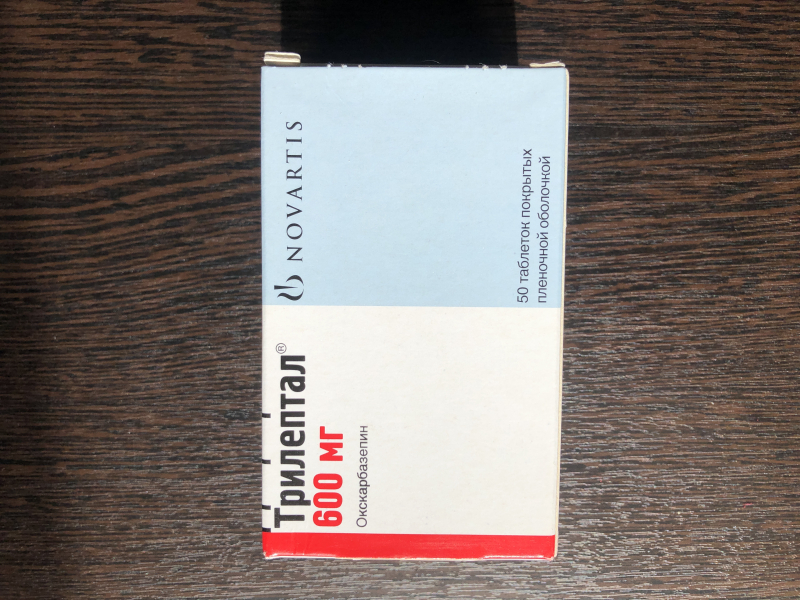 Трилептал®
600 мг
Окскарбазепин
NOVARTIS
50 таблеток покрытых
пленочной оболочкой